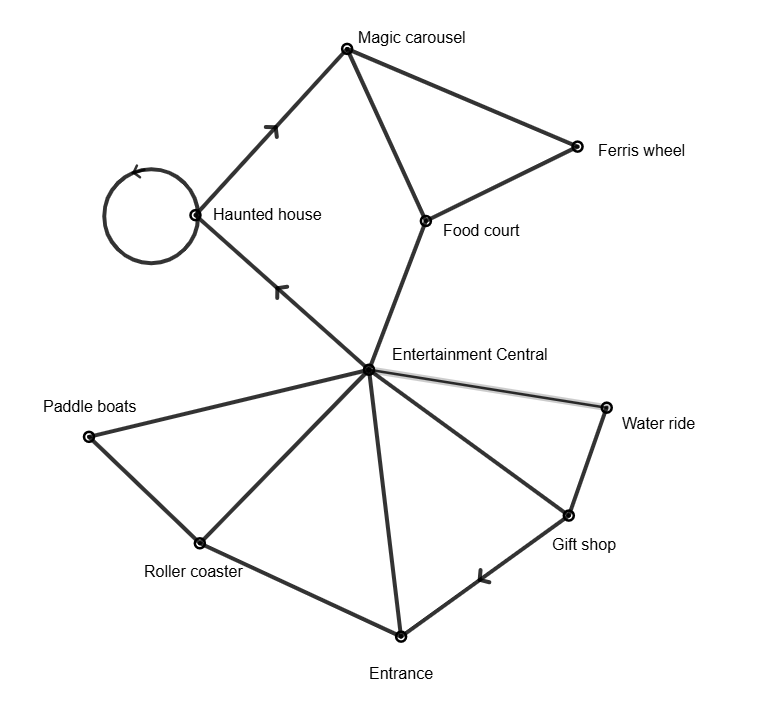 Magic carousel
Ferris wheel
Haunted house
Food court
Entertainment Central
Paddle boats
Water ride
Gift shop
Roller coaster
Entrance